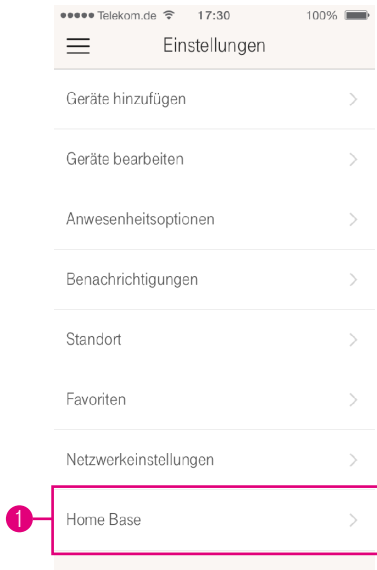 Telekom.de 17:30 100%
Einstellungen
Geräte hinzufügen
Geräte bearbeiten
Anwesenheitsoptionen
Benachrichtigungen
Standort
Favoriten
Netzwerkeinstellungen
1 Home Base